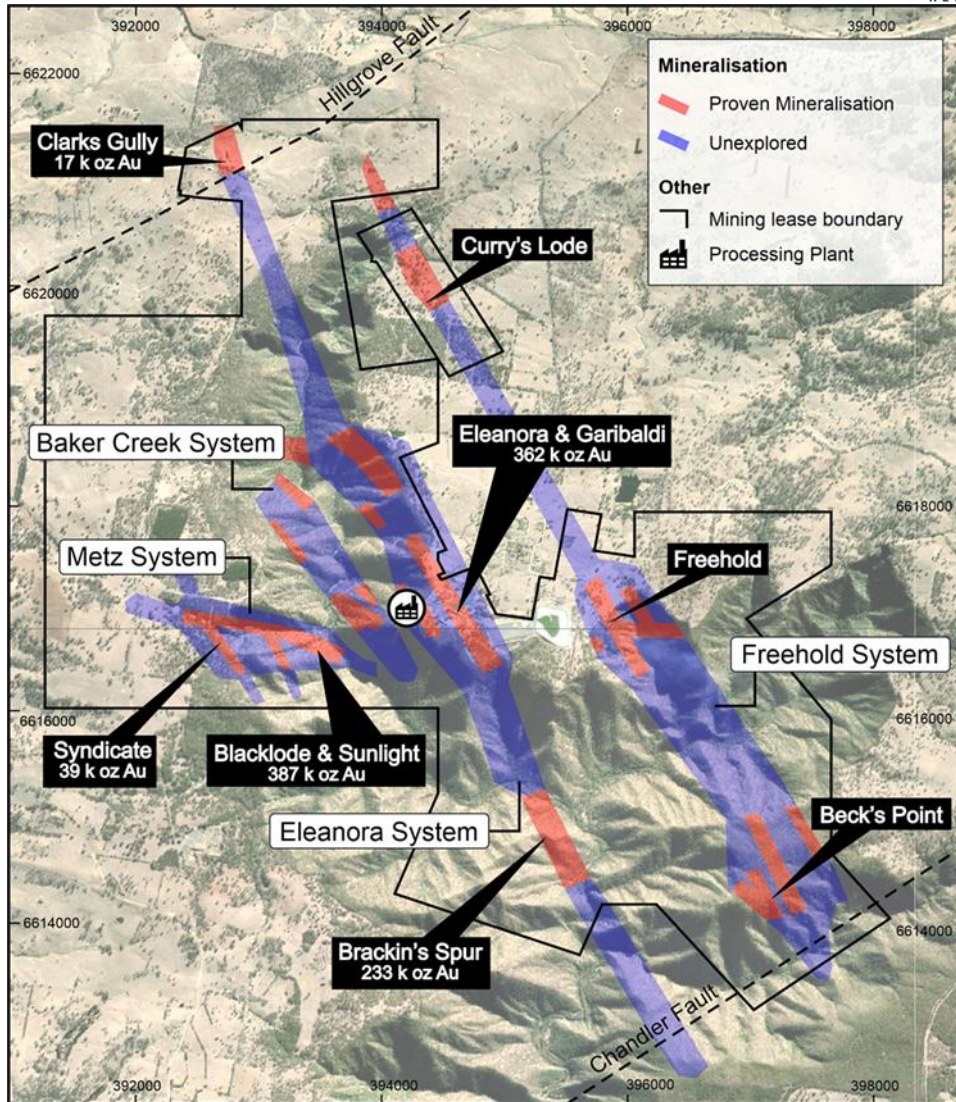 392000
394000
396000
398000
6622000
Hillgrove Fault
Mineralisation
Proven Mineralisation
Unexplored
Other
Mining lease boundary
Processing Plant
Clarks Gully
17 k oz Au
Curry's Lode
6620000
6620000
Baker Creek System
Eleanora & Garibaldi
362 k oz Au
6618000
Metz System
Freehold
Freehold System
6616000
6616000
Syndicate
39 k oz Au
Blacklode & Sunlight
387 k oz Au
Eleanora System
Beck's Point
6614000
6614000
Brackin's Spur
233 k oz Au
Chandler Fault
392000
394000
396000
398000